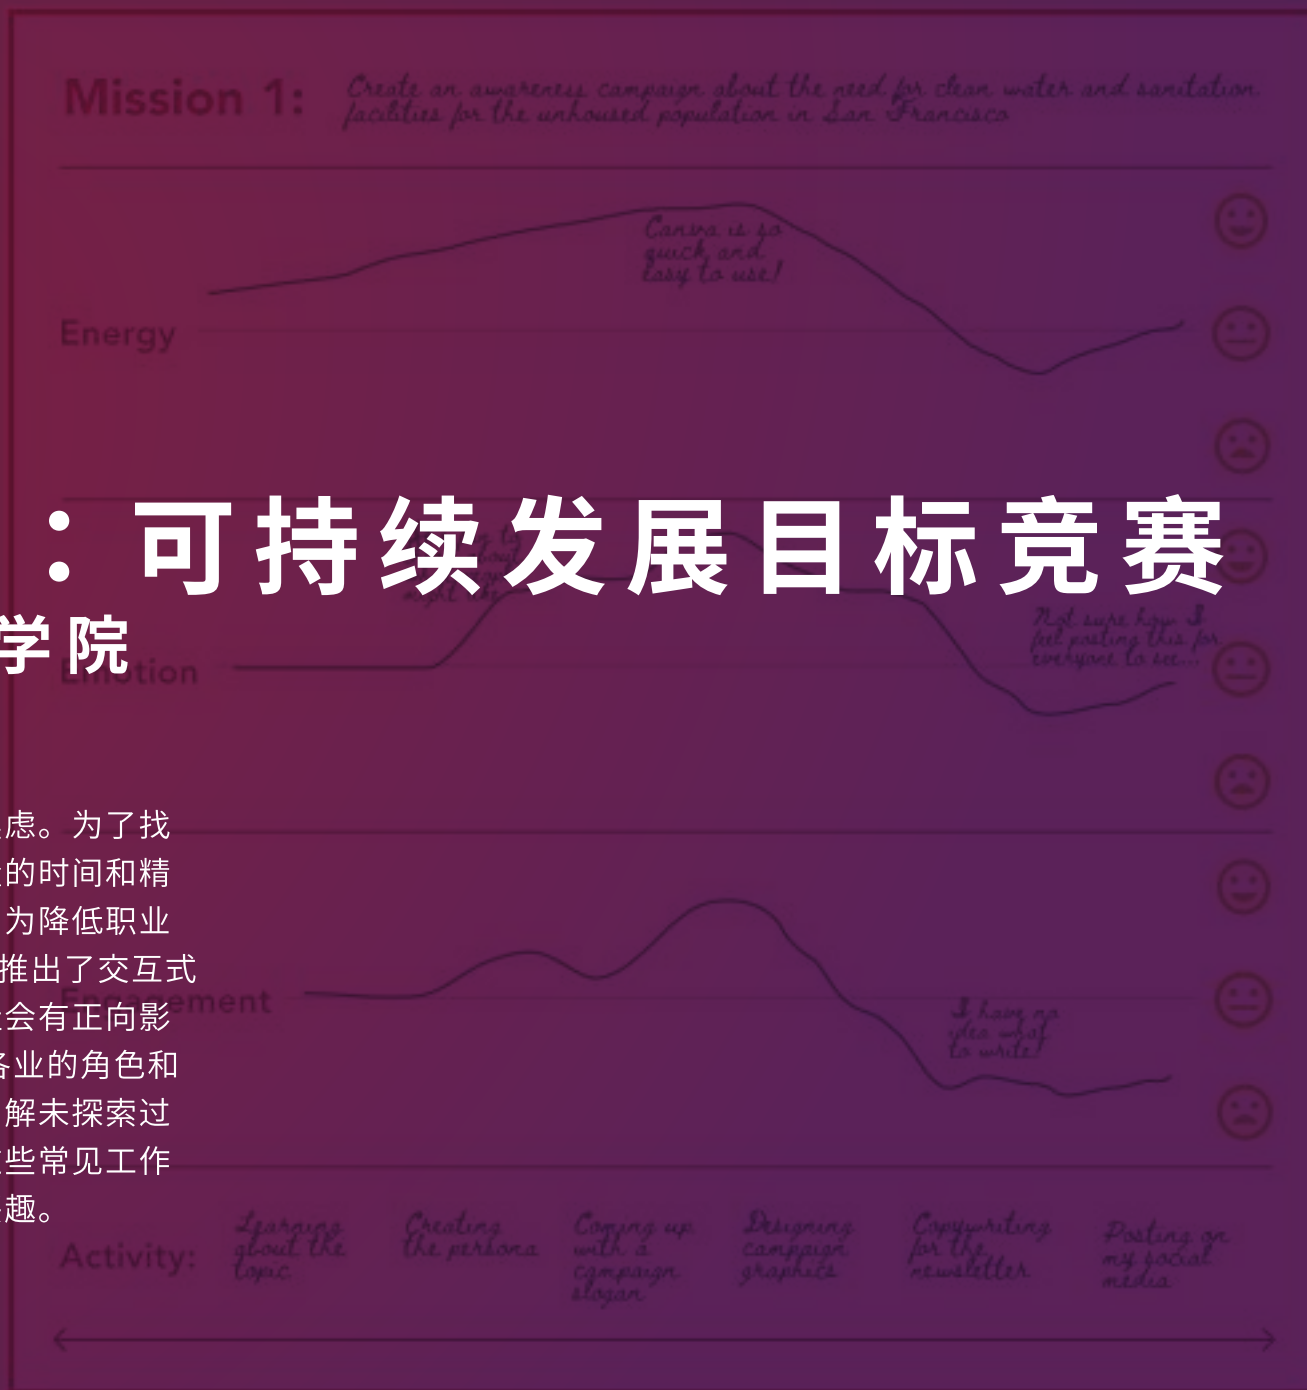 Mission 1:
Create an awareness campaign about the need for clean water and sanitation
facilities for the unhoused population in San Francisco
Canva is so
quick and
easy to use!
Energy
：可持续发展目标竞赛
学院
about
Not sure how I
feel posting this for
everyone to see...
Emotion
虑。为了找
的时间和精
为降低职业
推出了交互式
Engagement
会有正向影
各业的角色和
解未探索过
些常见工作
趣。
I have no
idea what
to write!
Activity:
Learning
about the
topic
Creating
the persona
Coming up
with a
campaign
slogan
Designing
campaign
graphics
Copywriting
for the
newsletter
Posting on
my social
media